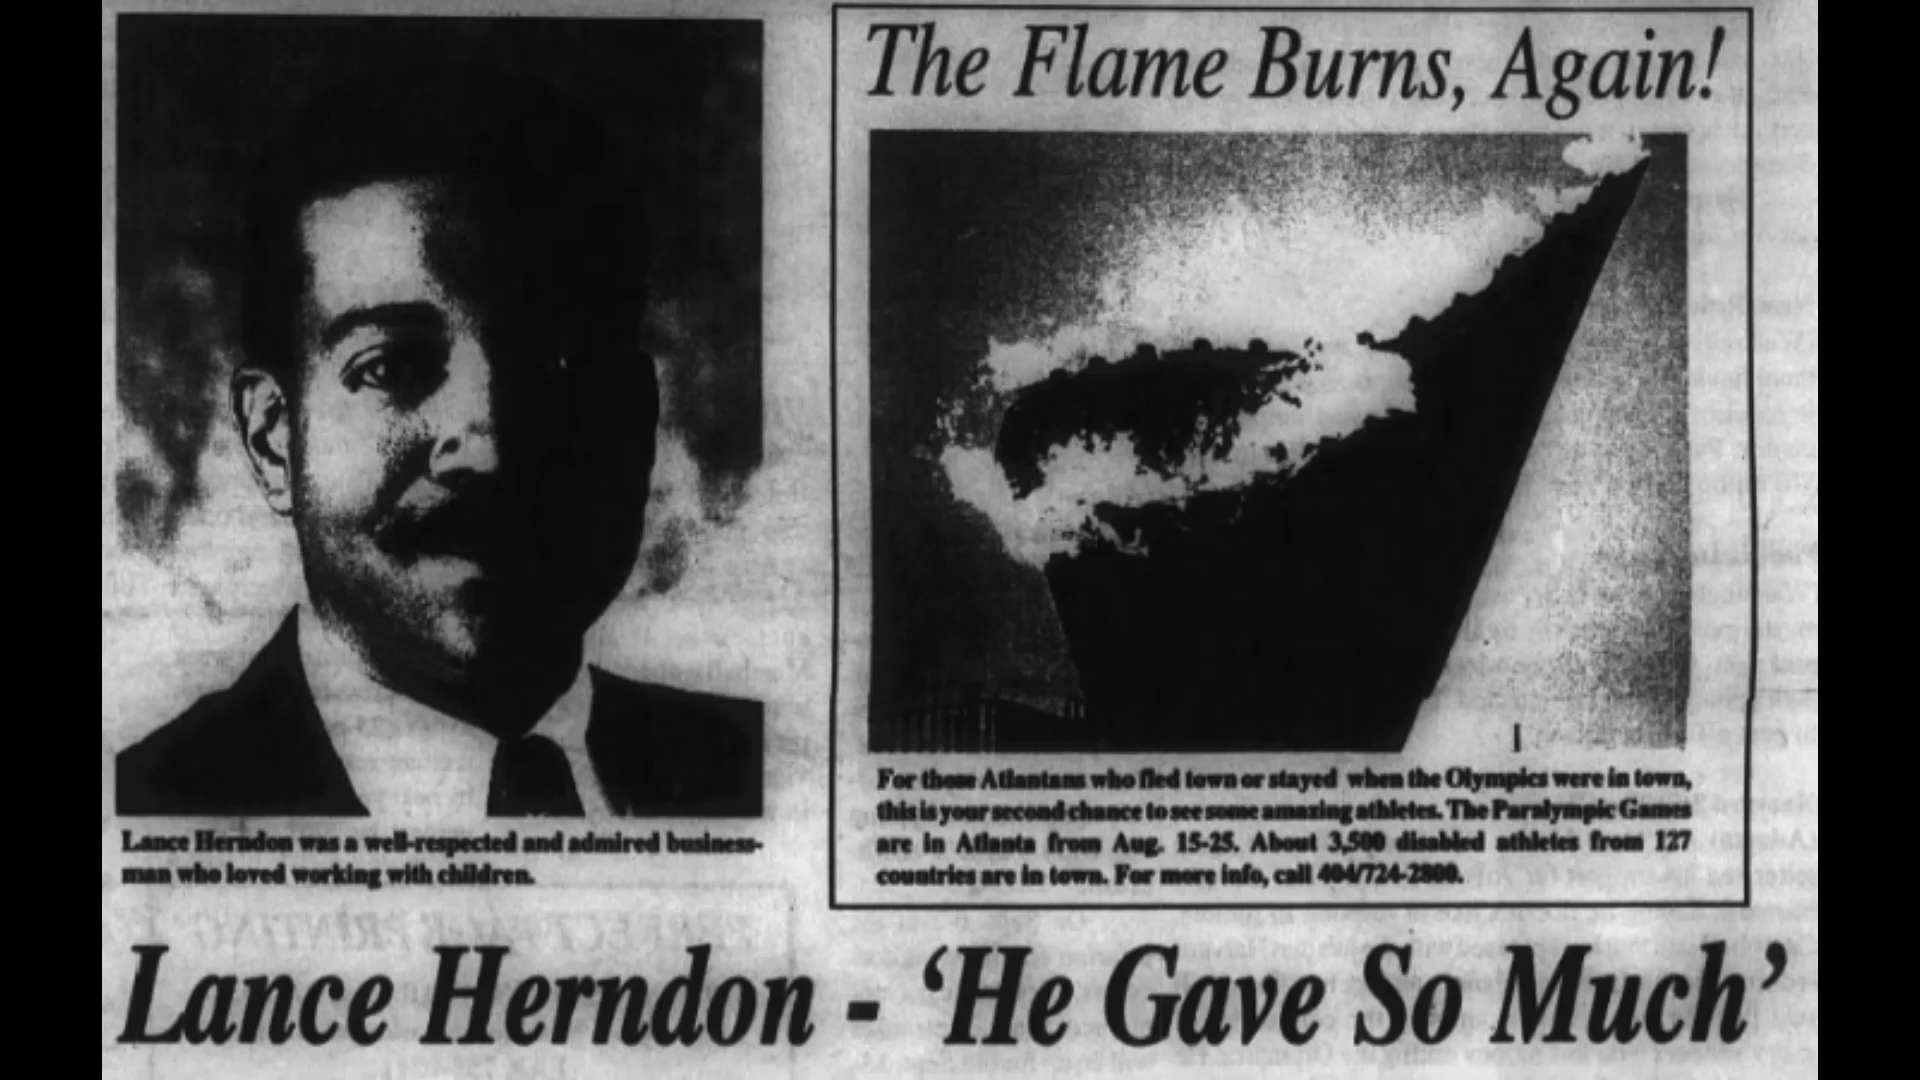 The Flame Burns, Again!
For those Atlantans who fled town or stayed when the Olympics were in town,
this is your second chance to see some amazing athletes. The Paralympic Games
are in Atlanta from Aug. 15-25. About 3,500 disabled athletes from 127
countries are in town. For more info, call 404/724-2800.
Lance Herndon was a well-respected and admired business-
man who loved working with children.
Lance Herndon - ‘He Gave So Much’